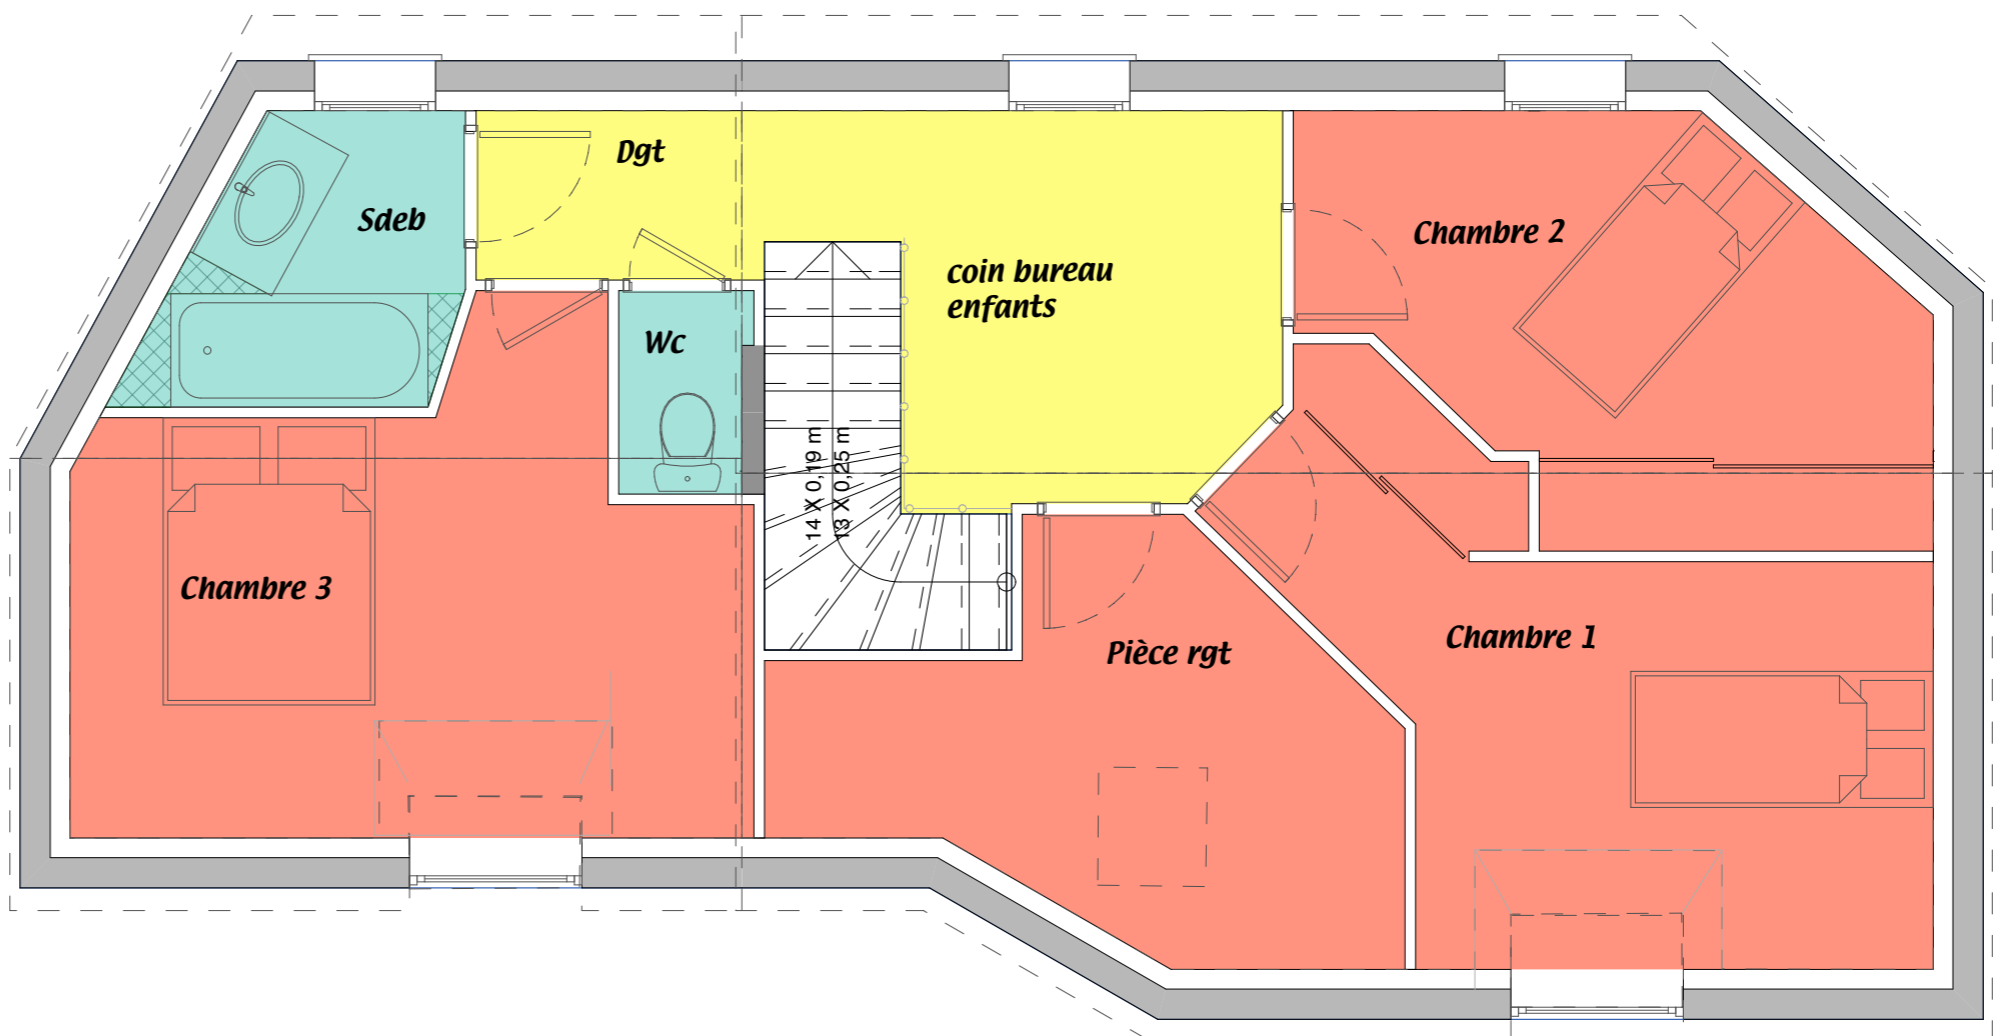 Dgt
Sdeb
Chambre 2
coin bureau
enfants
Wc
14 X 0,19 m
13 X 0,25 m
Chambre 3
Pièce rgt
Chambre 1